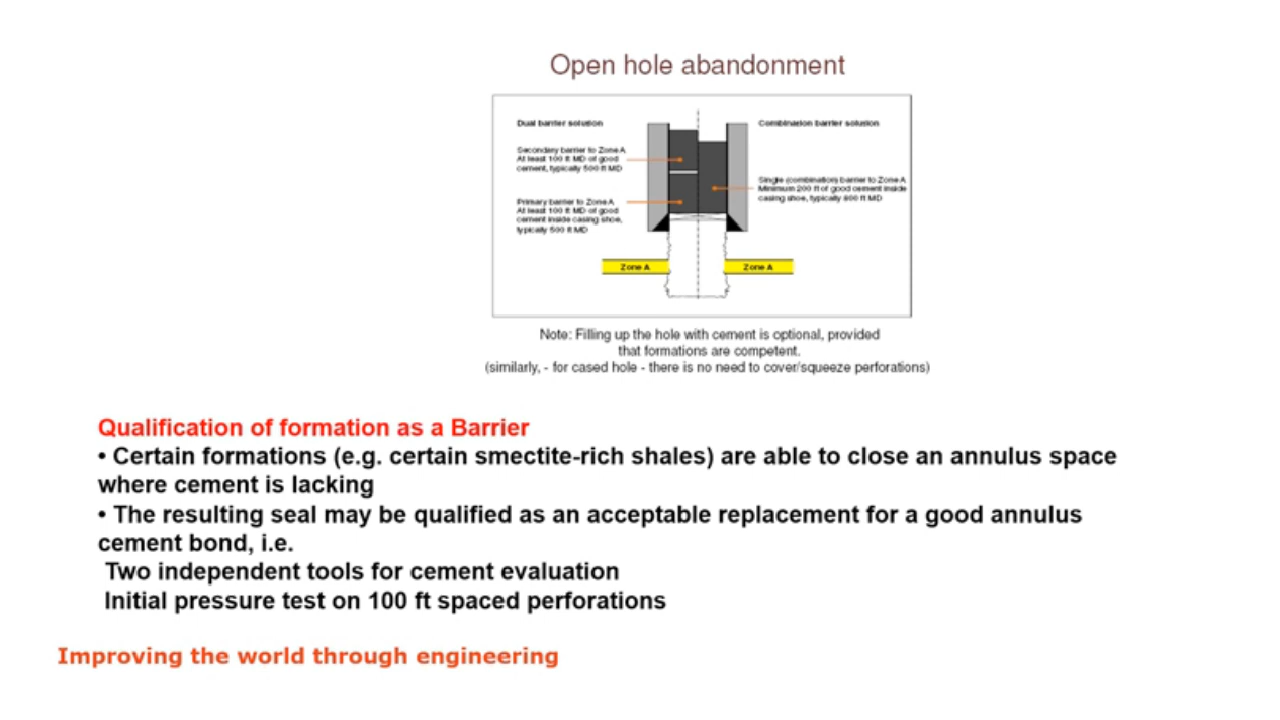 Open hole abandonment
Dual barrier solution
Combination barrier solution
Secondary barrier to Zone A
At least 100 ft MD of good
cement, typically 500 ft MD
Single (combination) barrier to Zone A
Minimum 200 ft of good cement inside
casing shoe, typically 800 ft MD
Primary barrier to Zone A
At least 100 ft MD of good
cement inside casing shoe,
typically 500 ft MD
Zone A
Zone A
Note: Filling up the hole with cement is optional, provided
that formations are competent.
(similarly, - for cased hole - there is no need to cover/squeeze perforations)
Qualification of formation as a Barrier
• Certain formations (e.g. certain smectite-rich shales) are able to close an annulus space
where cement is lacking
• The resulting seal may be qualified as an acceptable replacement for a good annulus
cement bond, i.e.
Two independent tools for cement evaluation
Initial pressure test on 100 ft spaced perforations
Improving the world through engineering